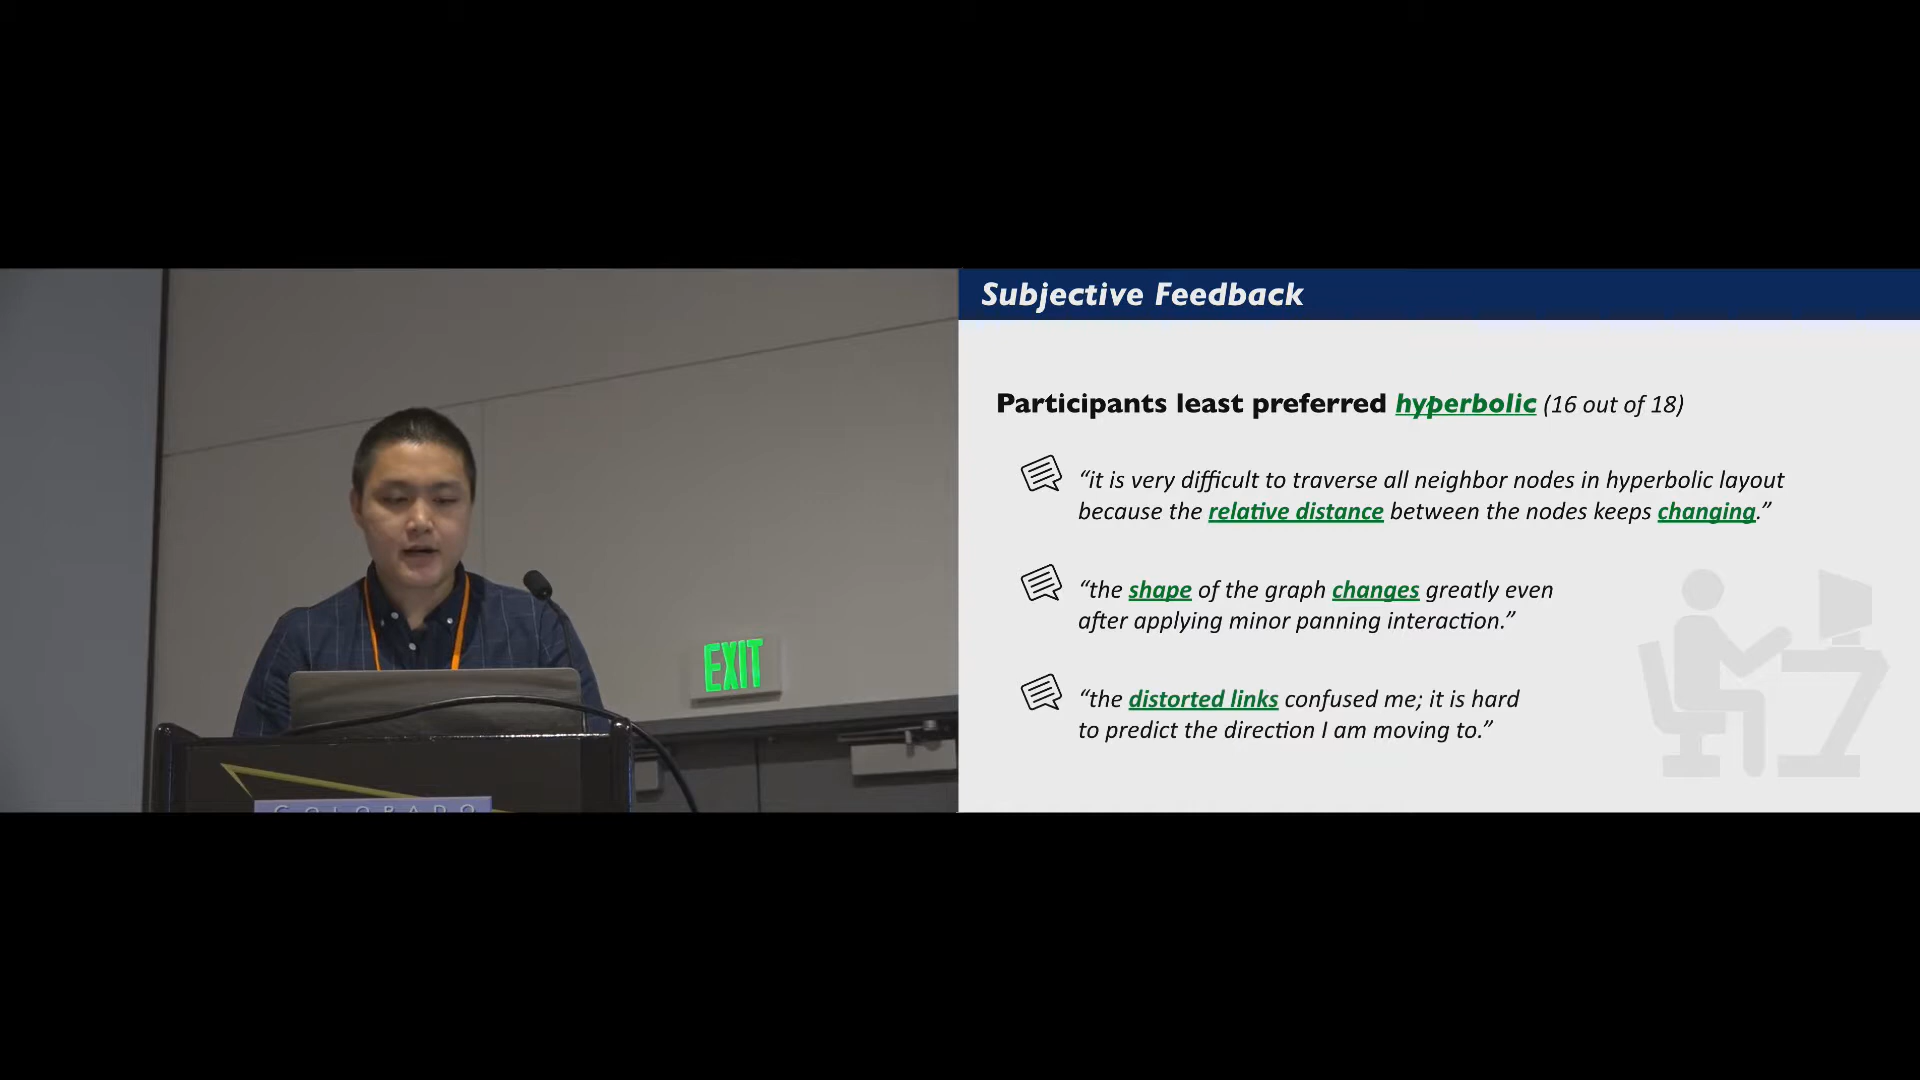 Subjective Feedback
Participants least preferred hyperbolic (16 out of 18)
“it is very difficult to traverse all neighbor nodes in hyperbolic layout
because the relative distance between the nodes keeps changing.”
“the shape of the graph changes greatly even
after applying minor panning interaction.”
“the distorted links confused me; it is hard
to predict the direction I am moving to.”
EXIT
COLORADO